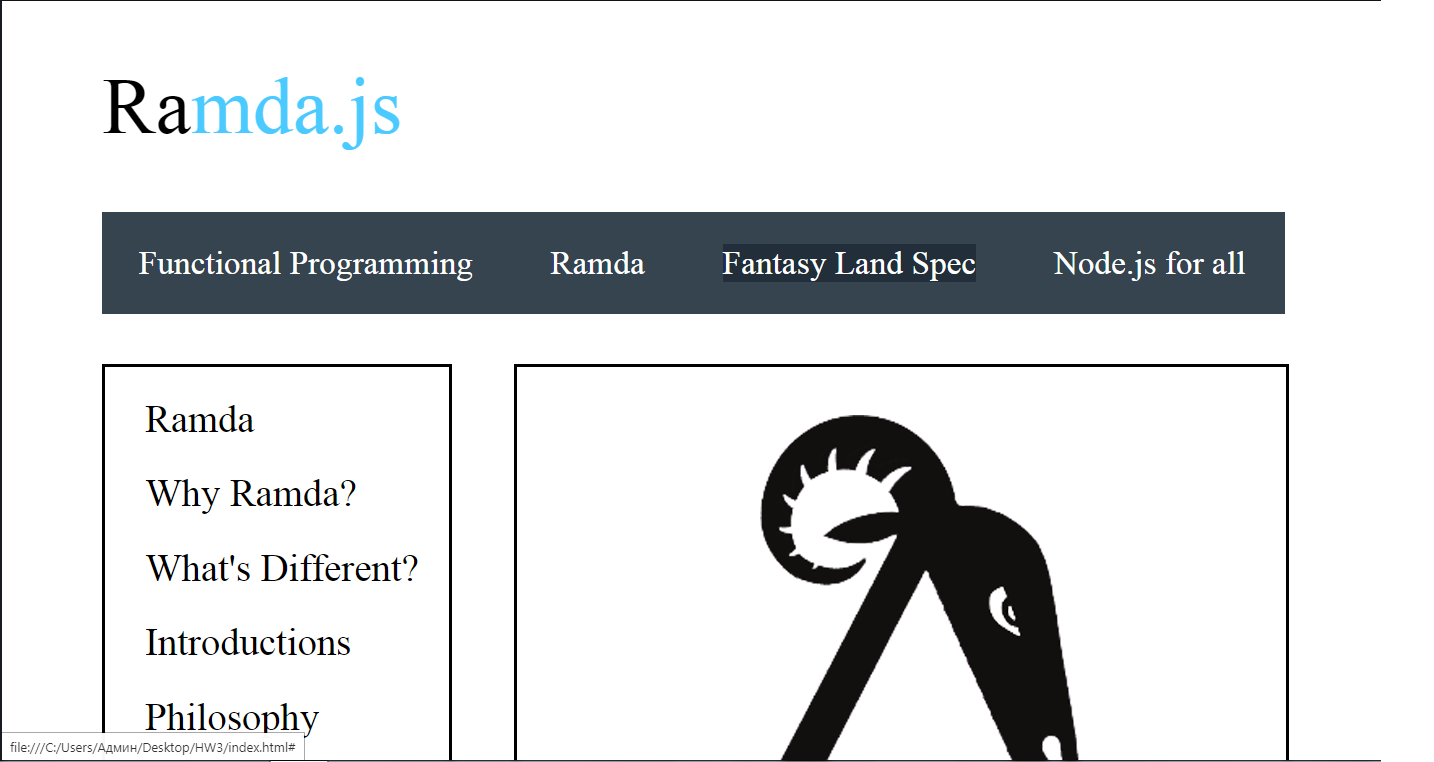 Ramda.js
Functional Programming Ramda Fantasy Land Spec Node.js for all
Ramda
Why Ramda?
What's Different?
Introductions
Philosophy
file:///C:/Users/Админ/Desktop/HW3/index.html#